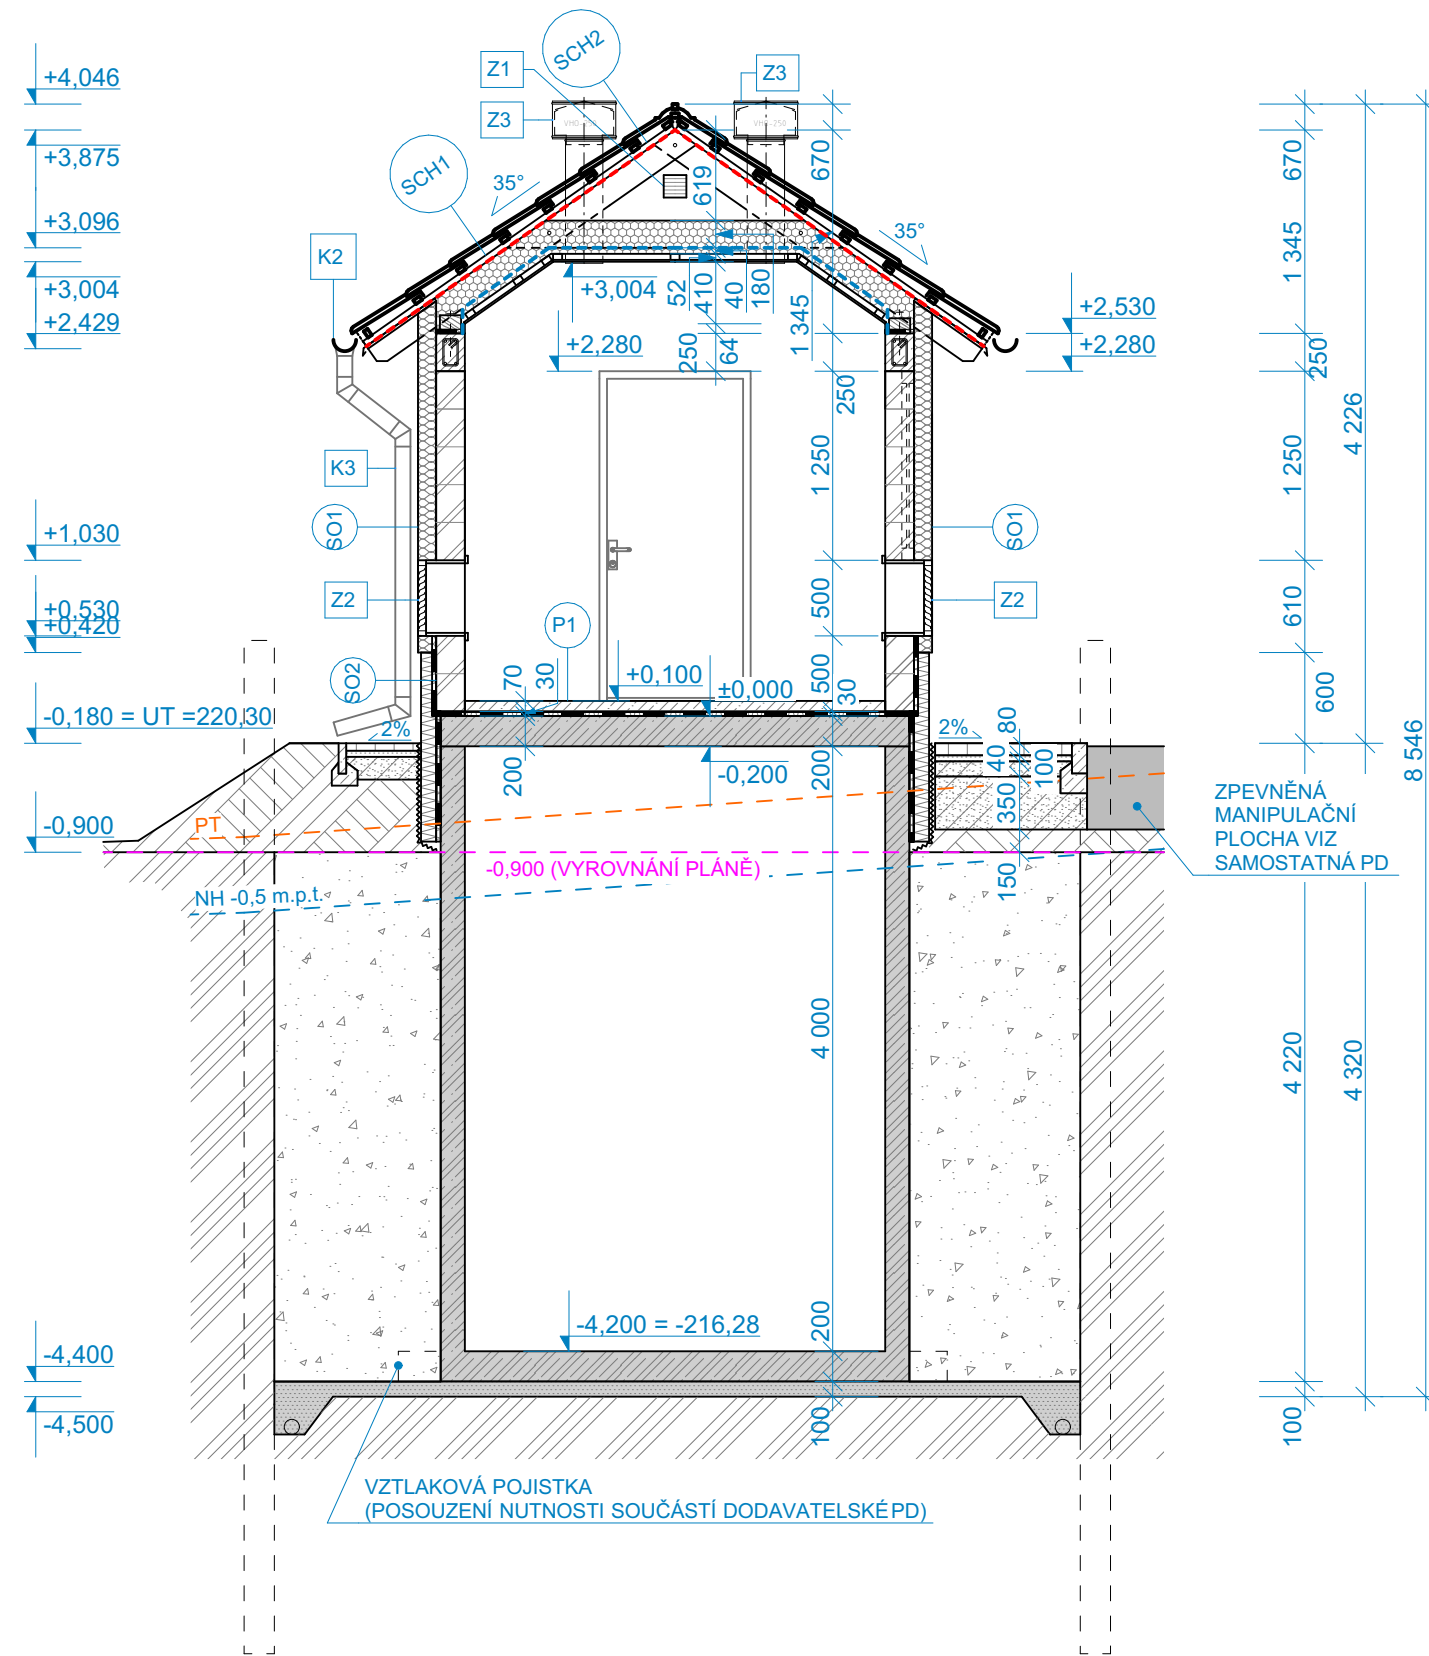 +4,046
+3,875
+3,096
+3,004
+2,429
+1,030
+0,530
+0,420
-0,180 = UT =220,30
-0,900
-4,400
-4,500
Z1
SCH2
Z3
Z3
VHO-250
SCH1
35°
35°
K2
K3
SO1
SO1
Z2
Z2
SO2
P1
+3,004
+2,280
+2,530
+2,280
619
52
410
40
180
1 345
250
64
670
250
1 250
500
500
30
200
4 000
200
100
70
30
200
+0,100
±0,000
-0,200
2%
2%
80
40
100
350
150
PT
-0,900 (VYROVNÁNÍ PLÁNĚ)
NH -0,5 m.p.t.
-4,200 = -216,28
670
1 345
250
1 250
610
600
4 220
100
4 226
4 320
8 546
ZPEVNĚNÁ
MANIPULAČNÍ
PLOCHA VIZ
SAMOSTATNÁ PD
VZTLAKOVÁ POJISTKA
(POSOUZENÍ NUTNOSTI SOUČÁSTÍ DODAVATELSKÉ PD)